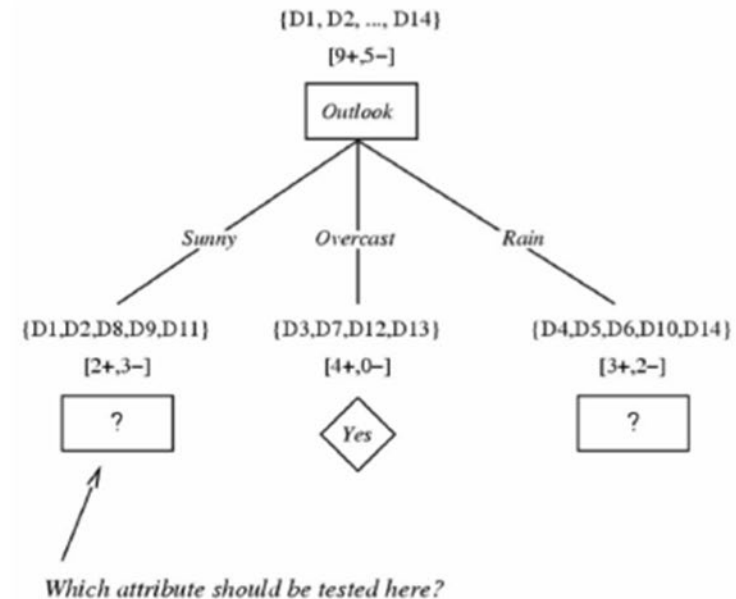 {D1, D2, ..., D14}
[9+,5−]
Outlook
Sunny Overcast Rain
{D1,D2,D8,D9,D11} {D3,D7,D12,D13} {D4,D5,D6,D10,D14}
[2+,3−] [4+,0−] [3+,2−]
? Yes ?
Which attribute should be tested here?